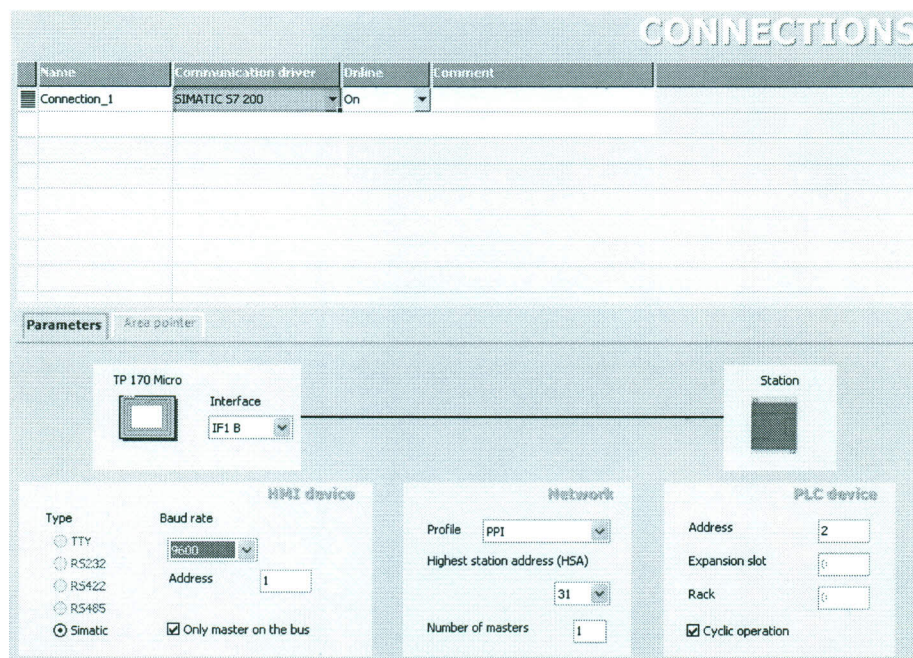 CONNECTIONS
Name Communication driver Online Comment
Connection_1 SIMATIC S7 200 On
Parameters Area pointer
TP 170 Micro Station
Interface
IF1 B
HMI device Network PLC device
Type Baud rate Profile PPI Address 2
TTY 9600
RS232 Highest station address (HSA) Expansion slot
RS422 Address 1 31 Rack
RS485
Simatic Only master on the bus Number of masters 1 Cyclic operation